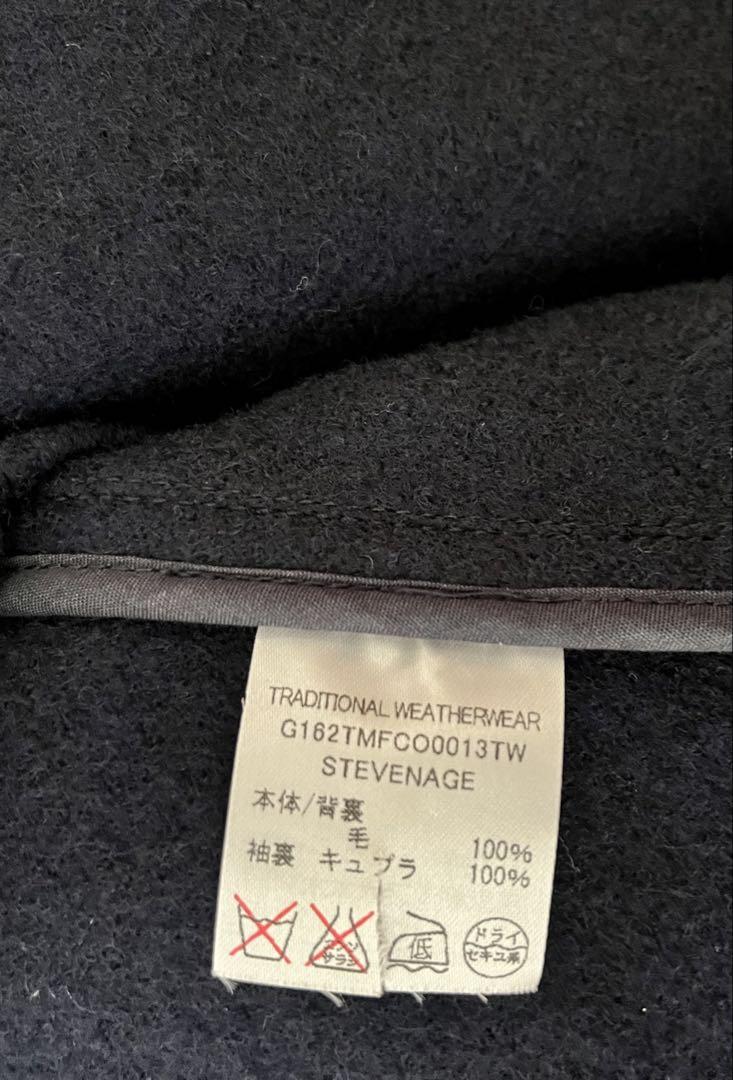 TRADITIONAL WEATHERWEAR
G162TMFCO0013TW
STEVENAGE
本体/背裏
毛 100%
袖裏 キュプラ 100%
低
ドライ
セキユ系